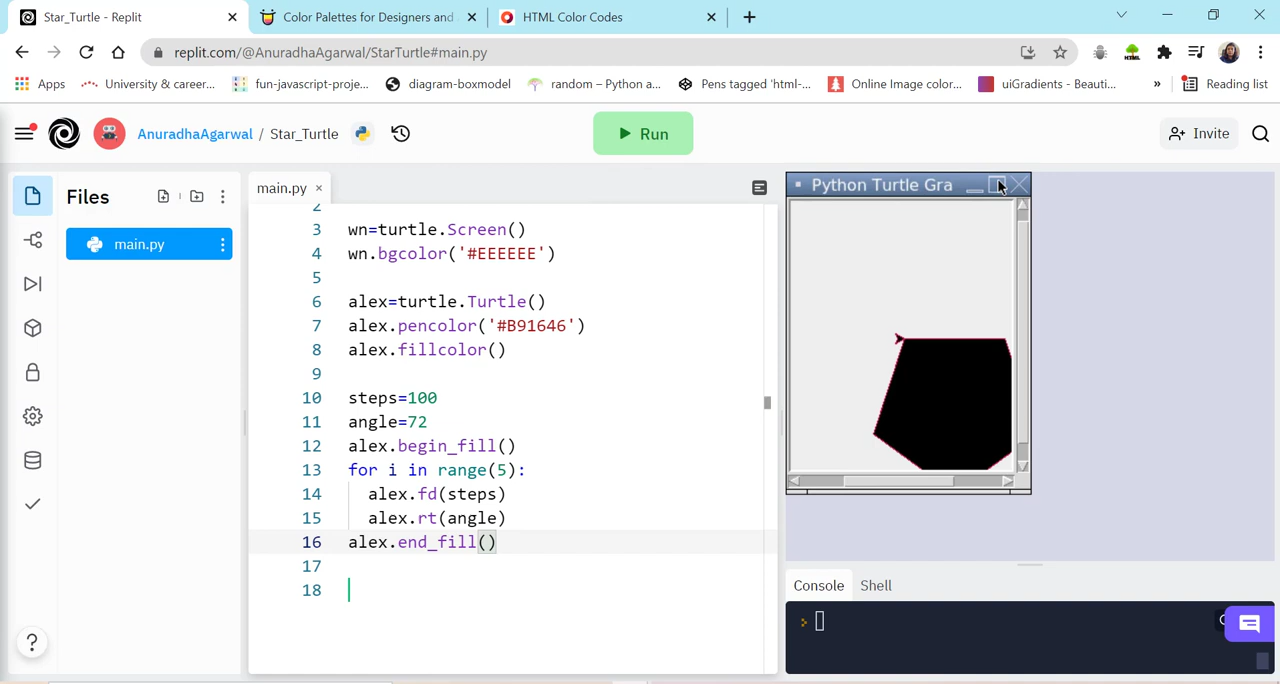 Star_Turtle - Replit
Color Palettes for Designers and
HTML Color Codes
replit.com/@AnuradhaAgarwal/StarTurtle#main.py
Apps
University & career...
fun-javascript-proje...
diagram-boxmodel
random – Python a...
Pens tagged 'html-...
Online Image color...
uiGradients - Beauti...
»
Reading list
AnuradhaAgarwal / Star_Turtle
Run
Invite
Files
main.py
main.py
Python Turtle Gra
2
3 wn=turtle.Screen()
4 wn.bgcolor('#EEEEEE')
5
6 alex=turtle.Turtle()
7 alex.pencolor('#B91646')
8 alex.fillcolor()
9
10 steps=100
11 angle=72
12 alex.begin_fill()
13 for i in range(5):
14 alex.fd(steps)
15 alex.rt(angle)
16 alex.end_fill()
17
18
Console
Shell
?